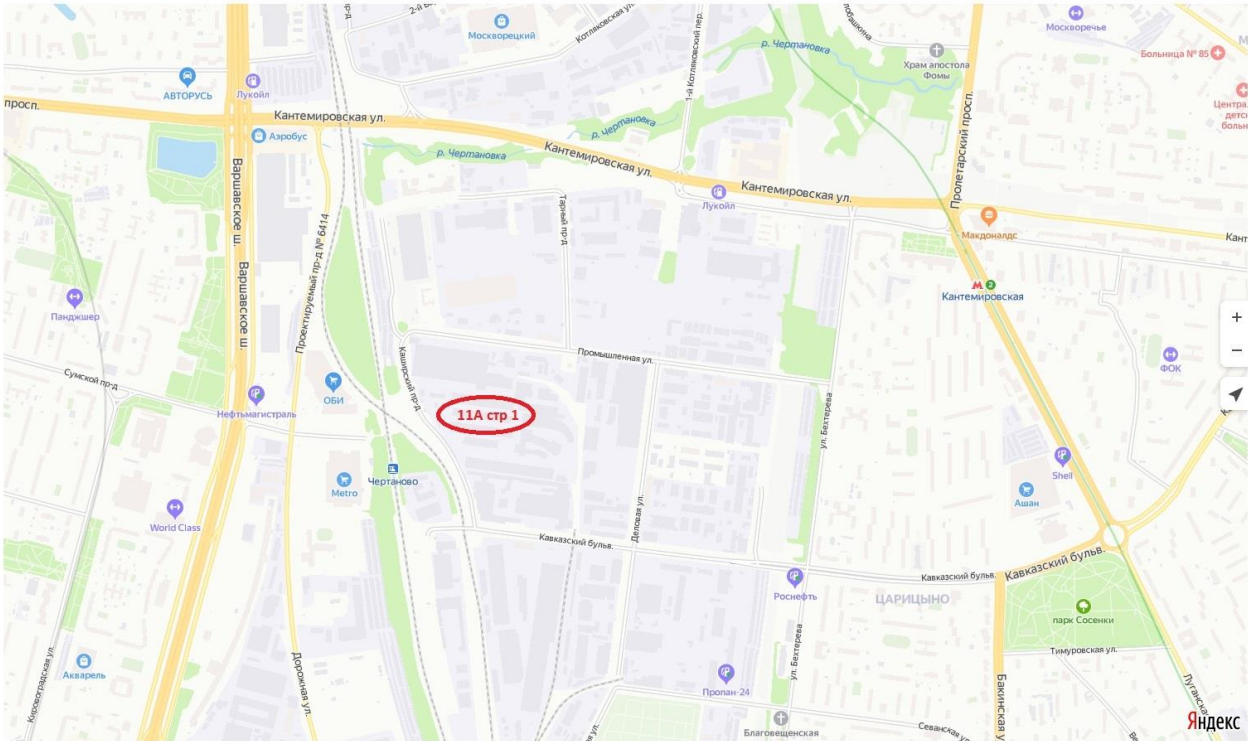 2-й
Москворецкий
Котляковская ул.
1-й Котляковский пер.
р. Чертановка
Храм апостола
Фомы
Москворечье
Больница № 85
АВТОРУСЬ
Лукойл
просп.
Кантемировская ул.
Аэробус
р. Чертановка
р. Чертановка
Кантемировская ул.
Лукойл
Кантемировская ул.
Пролетарский просп.
Макдоналдс
Кант
Варшавское ш.
Варшавское ш.
Проектируемый пр-д № 6414
Тарный пр-д
Кантемировская
Панджшер
Промышленная ул.
Каширский пр-д
ФОК
Сумской пр-д
ОБИ
Нефтьмагистраль
11А стр 1
ул. Бехтерева
Чертаново
Metro
Shell
Ашан
World Class
Деловая ул.
Кавказский бульв.
Кавказский бульв.
Кавказский бульв.
Роснефть
ЦАРИЦЫНО
парк Сосенки
Тимуровская ул.
Кировоградская ул.
Акварель
Дорожная ул.
Пропан-24
ул. Бехтерева
Бакинская у
Луганска
Благовещенская
Севанская ул.
Яндекс